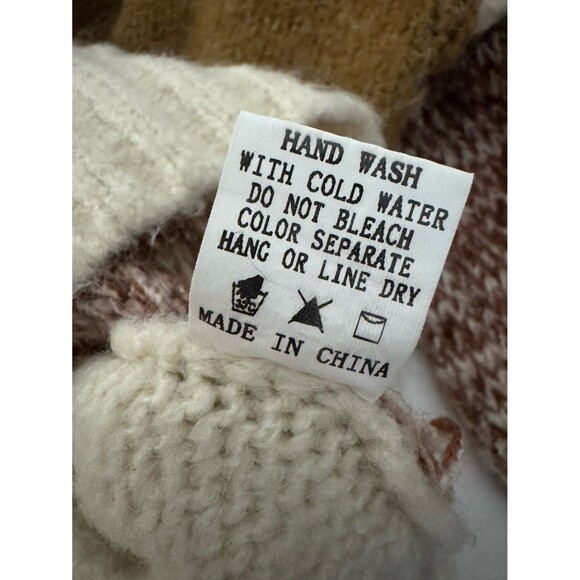 HAND WASH
WITH COLD WATER
DO NOT BLEACH
COLOR SEPARATE
HANG OR LINE DRY
MADE IN CHINA